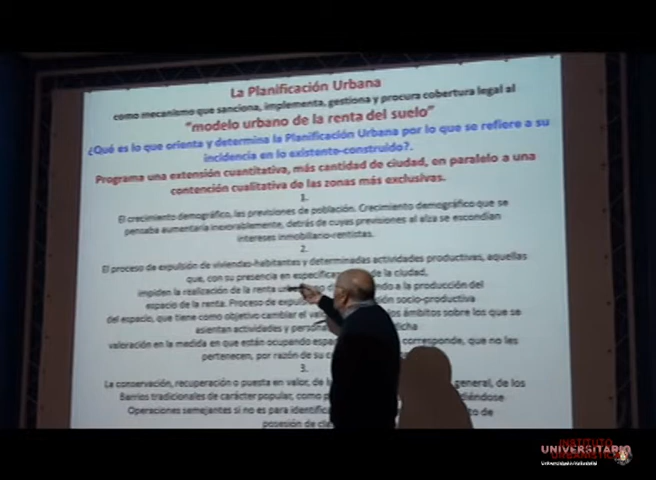 La Planificación Urbana
como mecanismo que sanciona, implementa, gestiona y procura cobertura legal al
"modelo urbano de la renta del suelo"
¿Qué es lo que orienta y determina la Planificación Urbana por lo que se refiere a su
incidencia en lo existente-construido?.
Programa una extensión cuantitativa, más cantidad de ciudad, en paralelo a una
contención cualitativa de las zonas más exclusivas.
1.
El crecimiento demográfico, las previsiones de población. Crecimiento demográfico que se
pensaba aumentaría inexorablemente, detrás de cuyas previsiones al alza se escondían
intereses inmobiliario-rentistas.
2.
El proceso de expulsión de viviendas-habitantes y determinadas actividades productivas, aquellas
que, con su presencia en de la ciudad,
impiden la realización de la renta a la producción del
espacio de la renta. Proceso de socio-productiva
del espacio, que tiene como objetivo cambiar el ámbitos sobre los que se
asientan actividades y dicha
valoración en la medida en que están ocupando corresponde, que no les
pertenecen, por razón de su
3.
La conservación, recuperación o puesta en valor, de general, de los
Barrios tradicionales de carácter popular, como
Operaciones semejantes si no es para de
posesión de
INSTITUTO
UNIVERSITARIO
URBANÍSTICA
Universidad de Valladolid